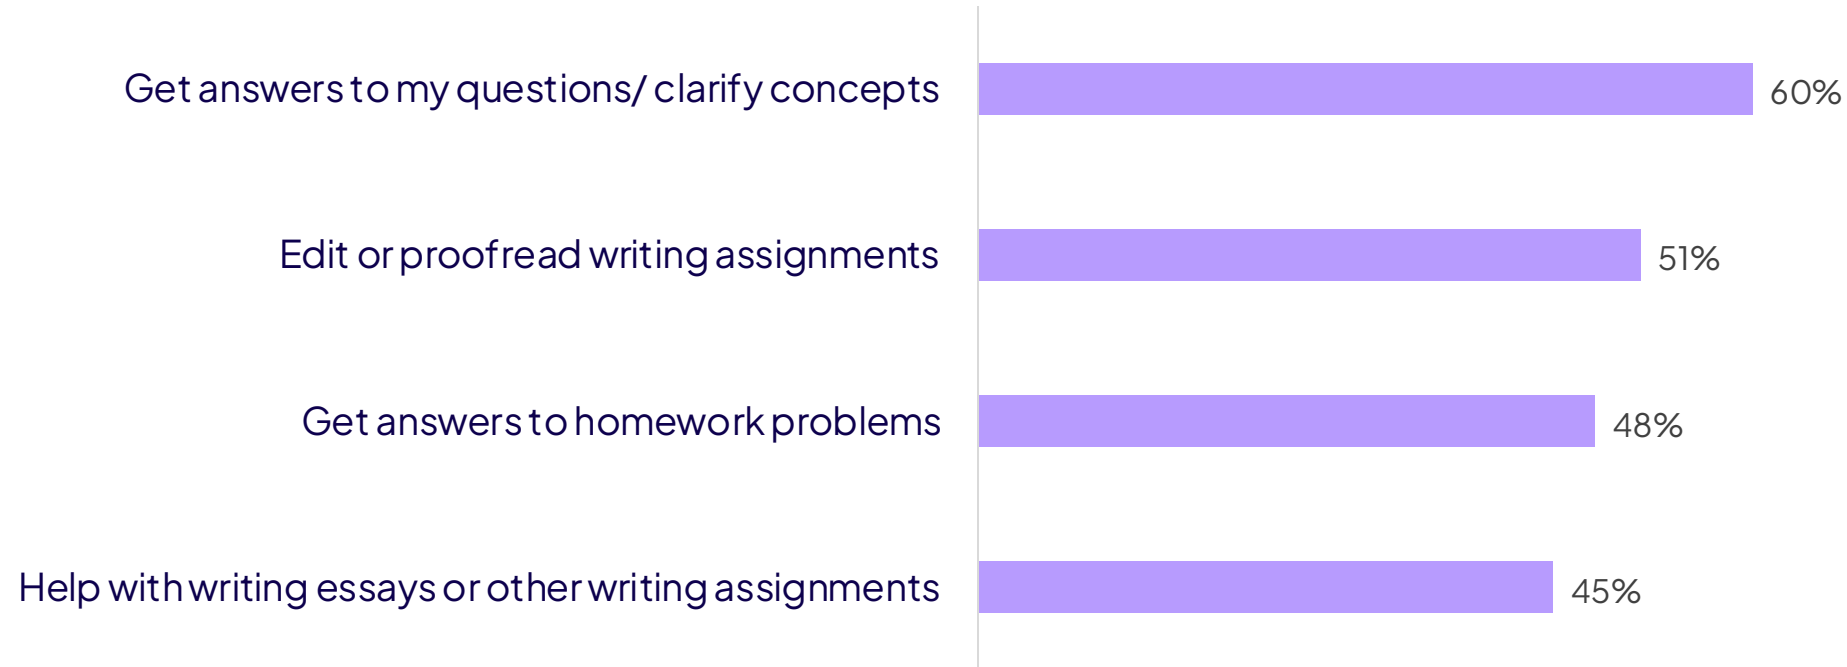 Get answers to my questions/ clarify concepts 60%
Edit or proofread writing assignments 51%
Get answers to homework problems 48%
Help with writing essays or other writing assignments 45%